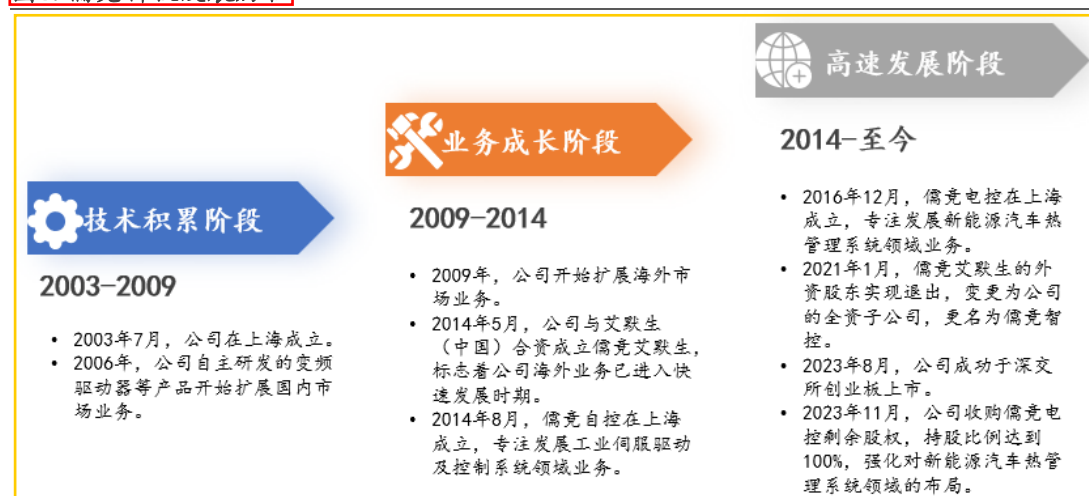 技术积累阶段
2003-2009
• 2003年7月，公司在上海成立。
• 2006年，公司自主研发的变频
驱动器等产品开始扩展国内市
场业务。
业务成长阶段
2009-2014
• 2009年，公司开始扩展海外市
场业务。
• 2014年5月，公司与艾默生
（中国）合资成立儒竞艾默生，
标志着公司海外业务已进入快
速发展时期。
• 2014年8月，儒竞自控在上海
成立，专注发展工业伺服驱动
及控制系统领域业务。
高速发展阶段
2014-至今
• 2016年12月，儒竞电控在上海
成立，专注发展新能源汽车热
管理系统领域业务。
• 2021年1月，儒竞艾默生的外
资股东实现退出，变更为公司
的全资子公司，更名为儒竞智
控。
• 2023年8月，公司成功于深交
所创业板上市。
• 2023年11月，公司收购儒竞电
控剩余股权，持股比例达到
100%，强化对新能源汽车热管
理系统领域的布局。